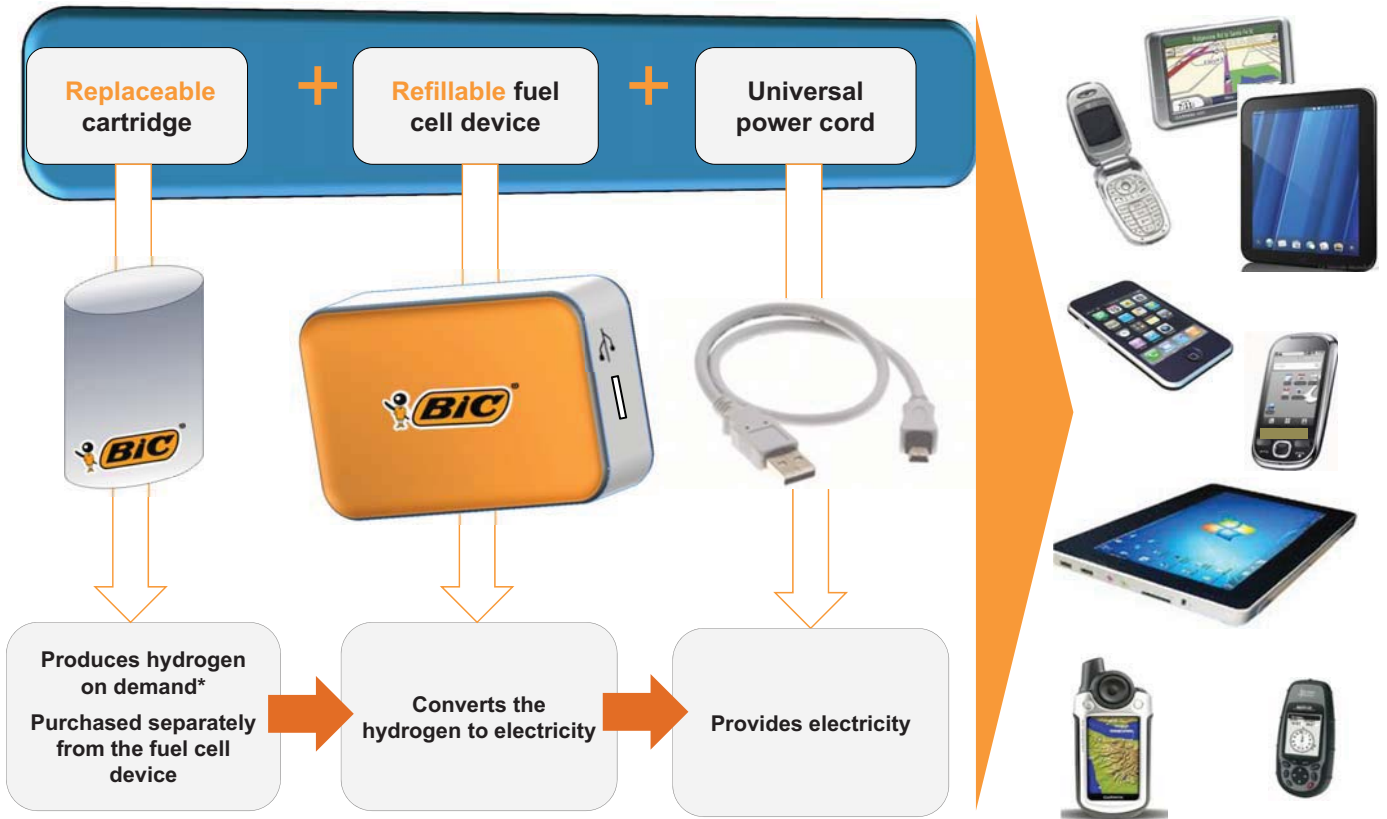 Replaceable
cartridge
+
Refillable fuel
cell device
+
Universal
power cord
BiC®
BiC®
Produces hydrogen
on demand*
Purchased separately
from the fuel cell
device
Converts the
hydrogen to electricity
Provides electricity